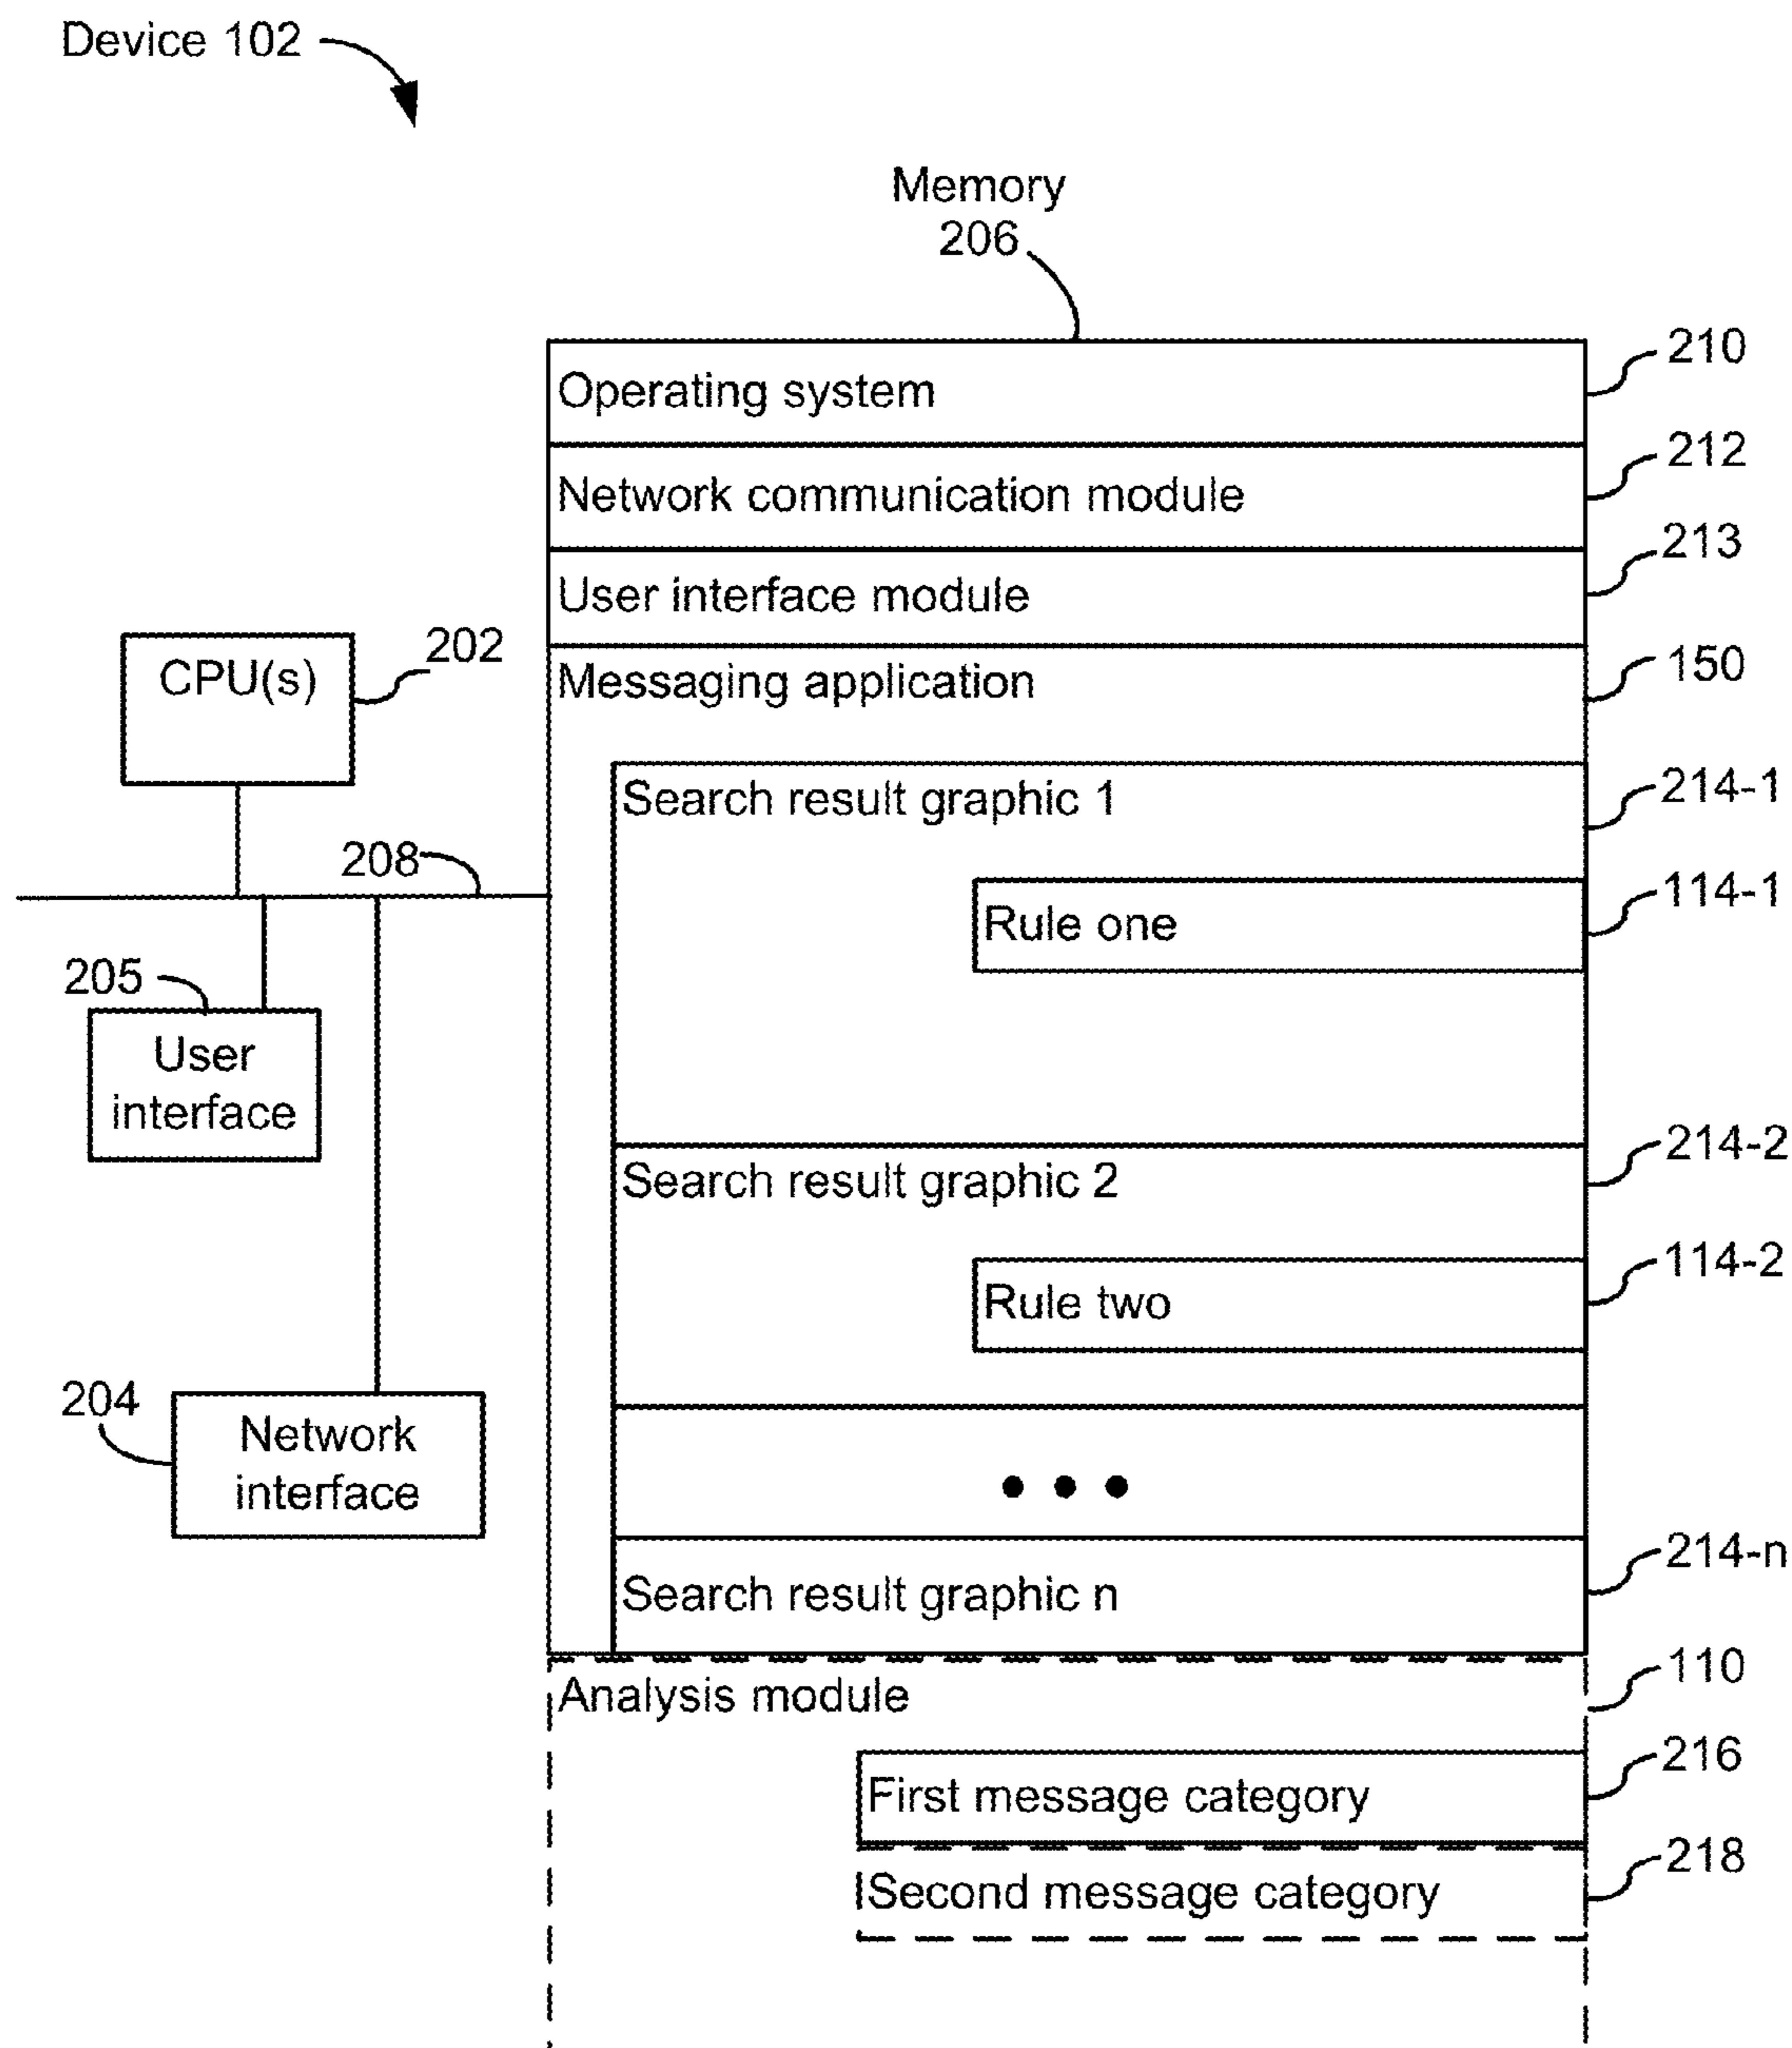 Device 102
Memory
206
Operating system
210
Network communication module
212
User interface module
213
CPU(s)
202
Messaging application
150
Search result graphic 1
214-1
208
Rule one
114-1
205
User
interface
Search result graphic 2
214-2
Rule two
114-2
204
Network
interface
• • •
Search result graphic n
214-n
Analysis module
110
First message category
216
Second message category
218